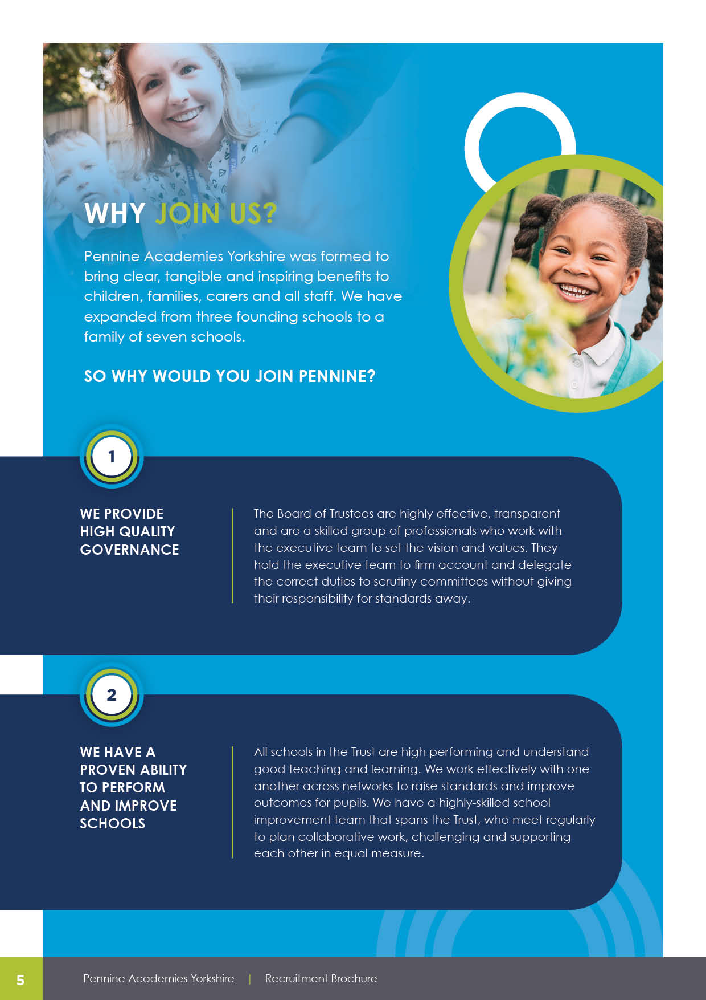 WHY JOIN US?
Pennine Academies Yorkshire was formed to
bring clear, tangible and inspiring benefits to
children, families, carers and all staff. We have
expanded from three founding schools to a
family of seven schools.
SO WHY WOULD YOU JOIN PENNINE?
1
WE PROVIDE
HIGH QUALITY
GOVERNANCE
The Board of Trustees are highly effective, transparent
and are a skilled group of professionals who work with
the executive team to set the vision and values. They
hold the executive team to firm account and delegate
the correct duties to scrutiny committees without giving
their responsibility for standards away.
2
WE HAVE A
PROVEN ABILITY
TO PERFORM
AND IMPROVE
SCHOOLS
All schools in the Trust are high performing and understand
good teaching and learning. We work effectively with one
another across networks to raise standards and improve
outcomes for pupils. We have a highly-skilled school
improvement team that spans the Trust, who meet regularly
to plan collaborative work, challenging and supporting
each other in equal measure.
5
Pennine Academies Yorkshire | Recruitment Brochure